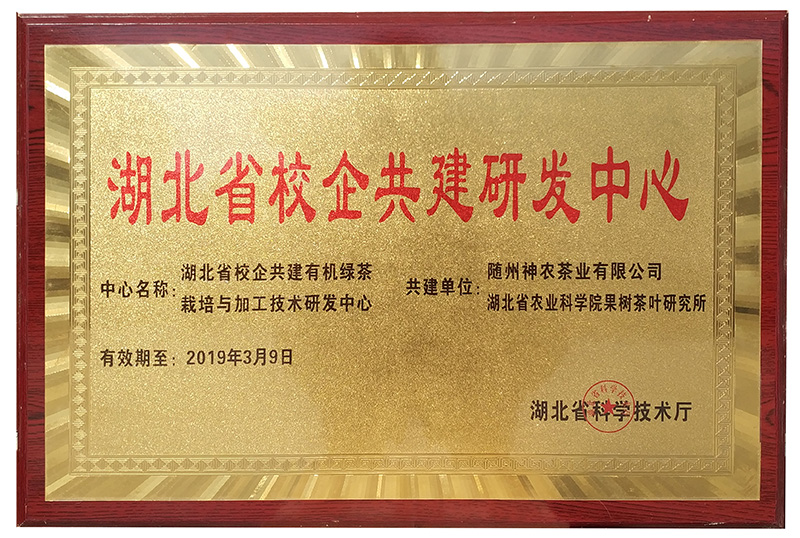 湖北省校企共建研发中心
中心名称：湖北省校企共建有机绿茶
栽培与加工技术研发中心
共建单位：随州神农茶业有限公司
湖北省农业科学院果树茶叶研究所
有效期至：2019年3月9日
湖北省科学技术厅